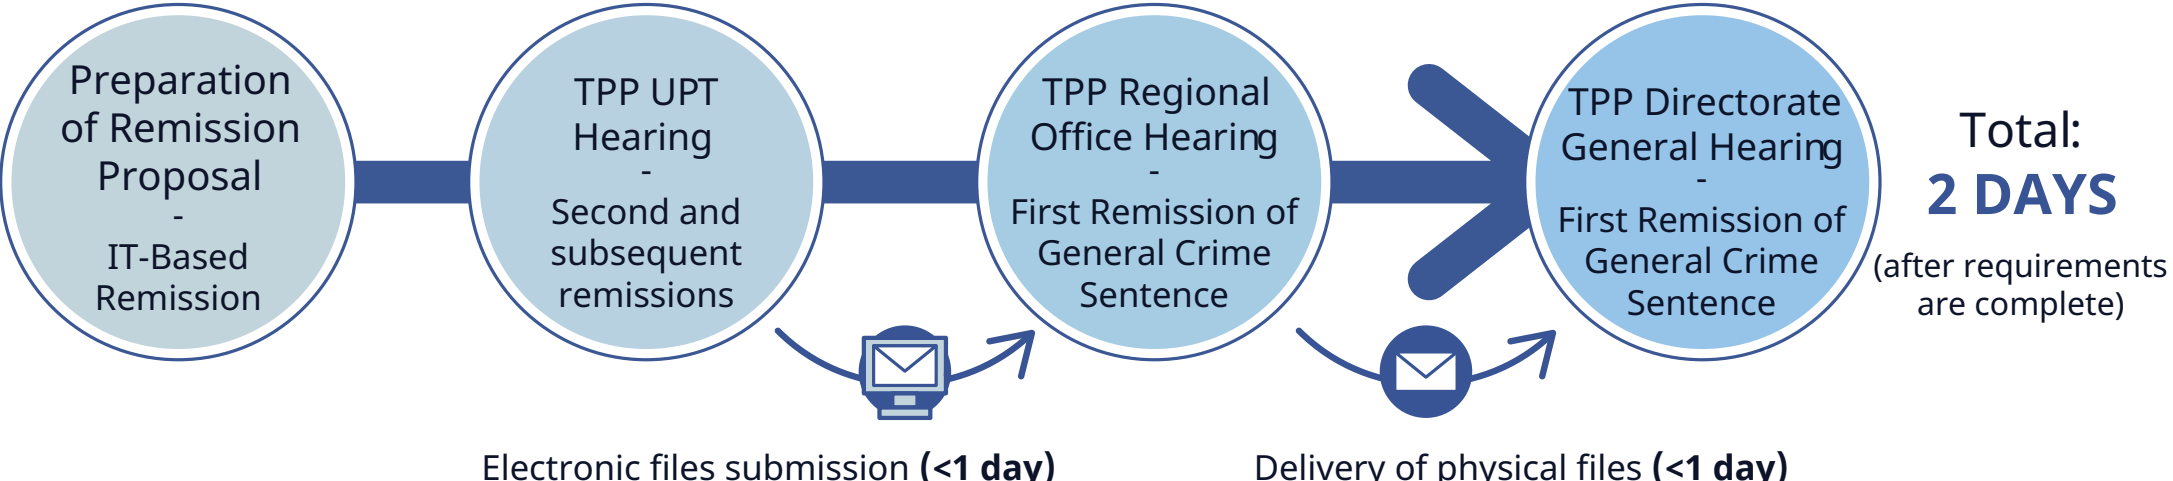 Preparation
of Remission
Proposal
-
IT-Based
Remission
TPP UPT
Hearing
-
Second and
subsequent
remissions
TPP Regional
Office Hearing
-
First Remission of
General Crime
Sentence
TPP Directorate
General Hearing
-
First Remission of
General Crime
Sentence
Total:
2 DAYS
(after requirements
are complete)
Electronic files submission (<1 day)
Delivery of physical files (<1 day)